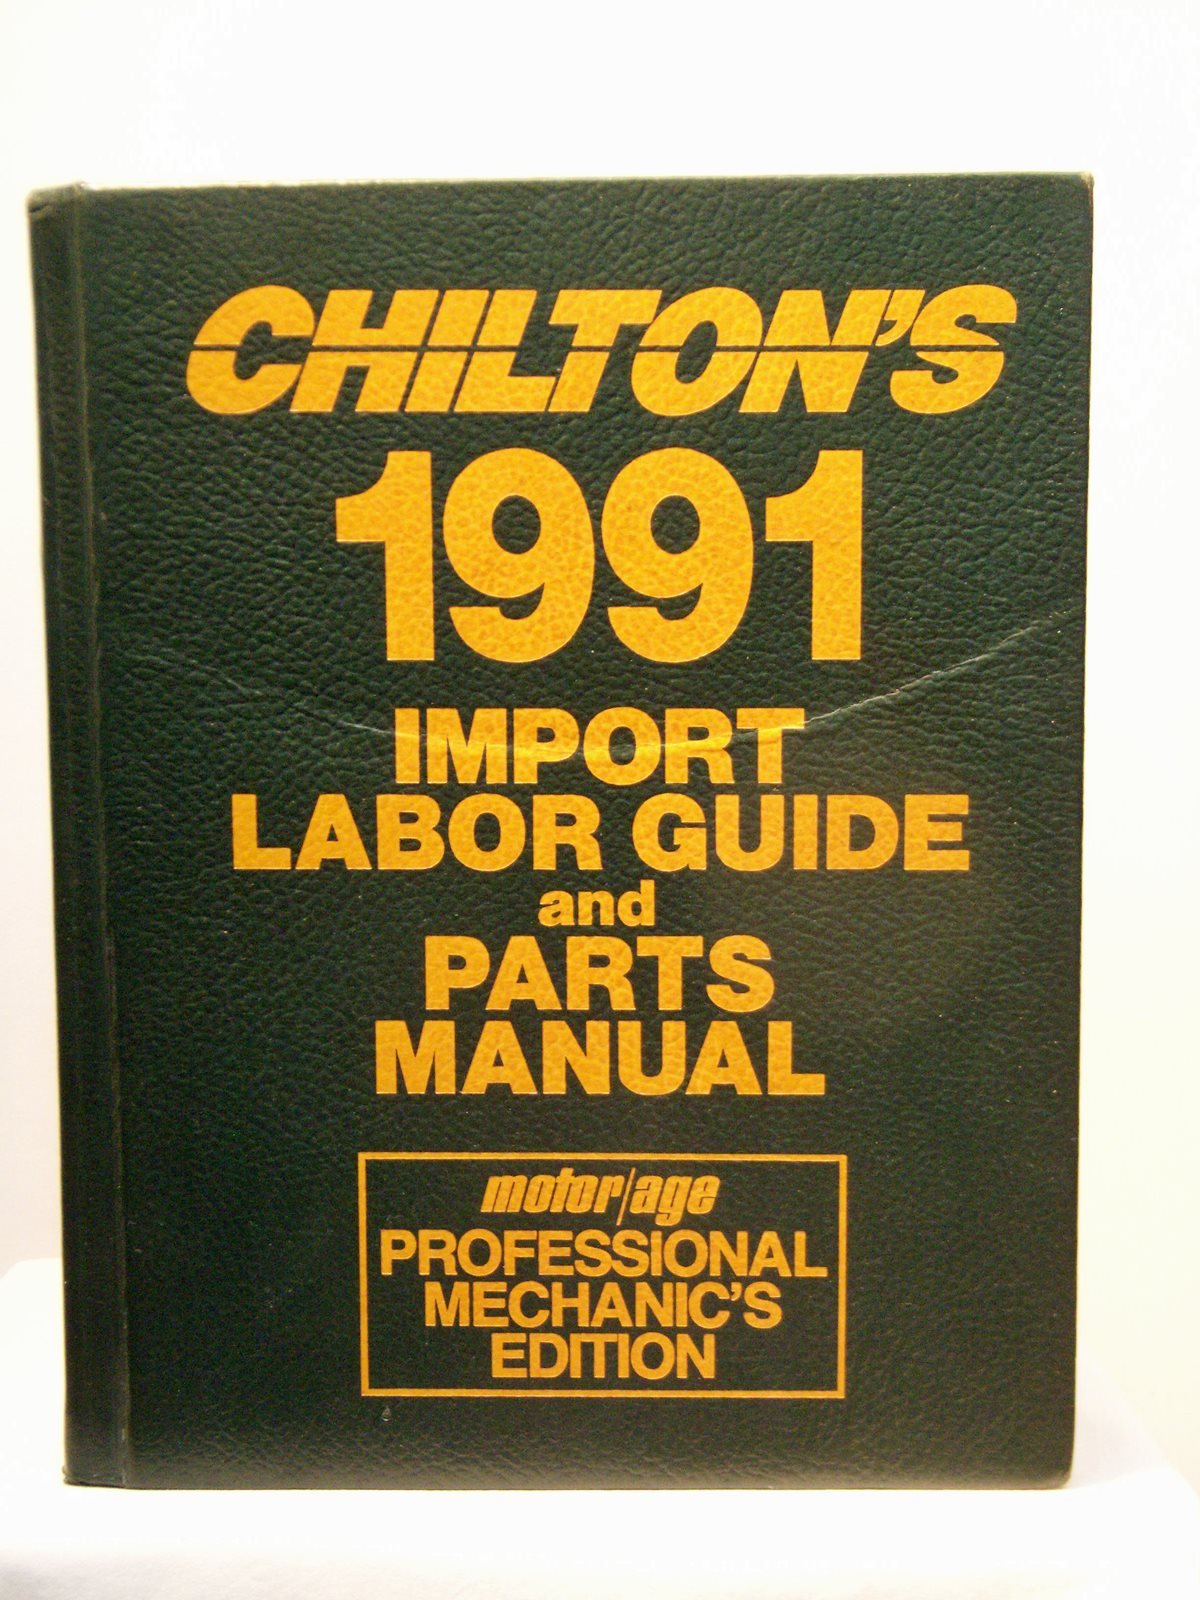 CHILTON'S
1991
IMPORT
LABOR GUIDE
and
PARTS
MANUAL
motor/age
PROFESSIONAL
MECHANIC'S
EDITION